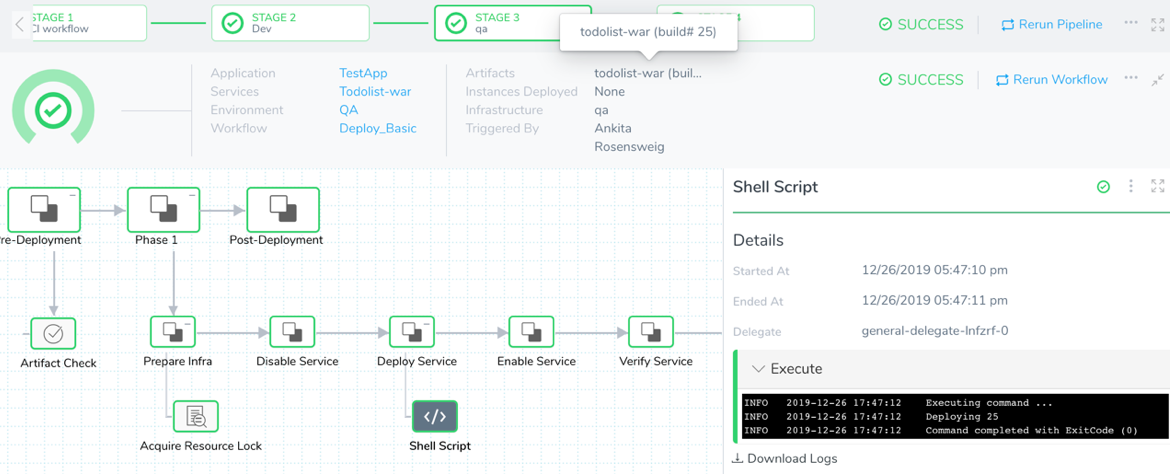 STAGE 1
CI workflow
STAGE 2
Dev
STAGE 3
qa
4
SUCCESS
Rerun Pipeline
todolist-war (build# 25)
Application TestApp
Services Todolist-war
Environment QA
Workflow Deploy_Basic
Artifacts todolist-war (buil...
Instances Deployed None
Infrastructure qa
Triggered By Ankita
Rosensweig
SUCCESS
Rerun Workflow
re-Deployment
Phase 1
Post-Deployment
Artifact Check
Prepare Infra
Disable Service
Deploy Service
Enable Service
Verify Service
Acquire Resource Lock
Shell Script
Shell Script
Details
Started At 12/26/2019 05:47:10 pm
Ended At 12/26/2019 05:47:11 pm
Delegate general-delegate-lnfzrf-0
Execute
INFO 2019-12-26 17:47:12 Executing command ...
INFO 2019-12-26 17:47:12 Deploying 25
INFO 2019-12-26 17:47:12 Command completed with ExitCode (0)
Download Logs